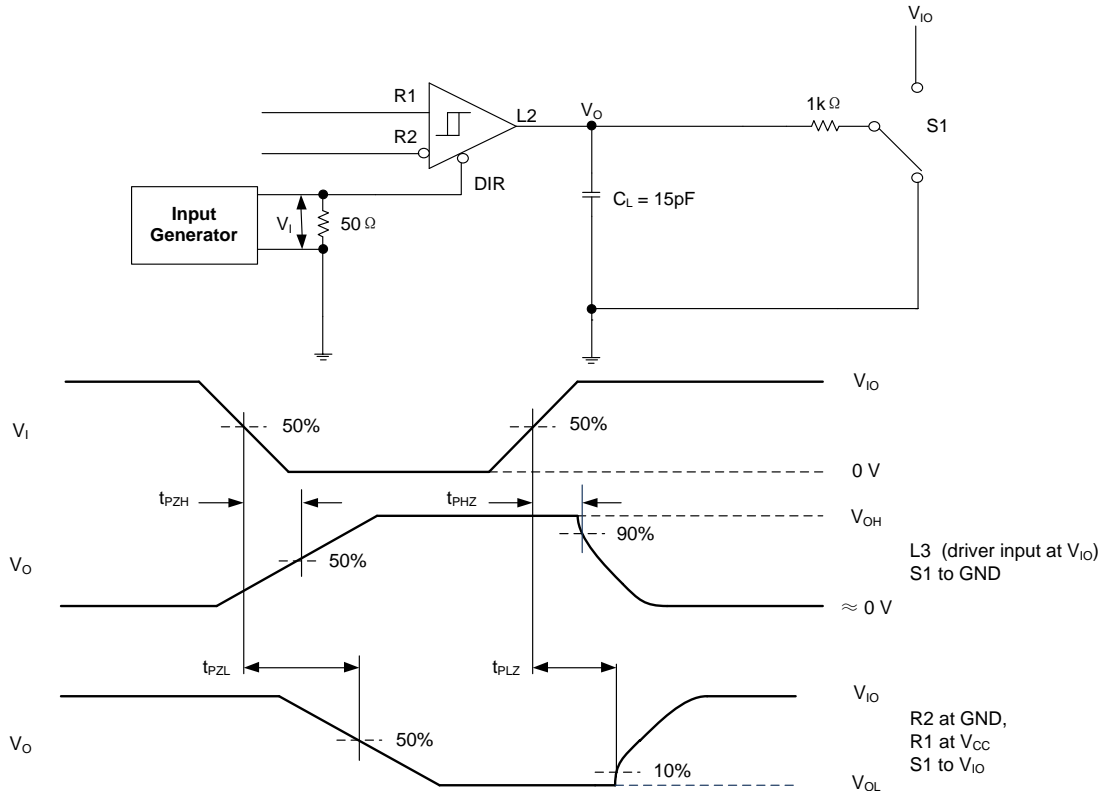 V_IO
R1
L2
V_O
1kΩ
S1
R2
DIR
C_L = 15pF
Input
Generator
V_I
50Ω
V_IO
V_I
50%
50%
0 V
t_PZH
t_PHZ
V_OH
90%
V_O
50%
L3 (driver input at V_IO)
S1 to GND
≈ 0 V
t_PZL
t_PLZ
V_IO
V_O
50%
R2 at GND,
R1 at V_CC
S1 to V_IO
10%
V_OL